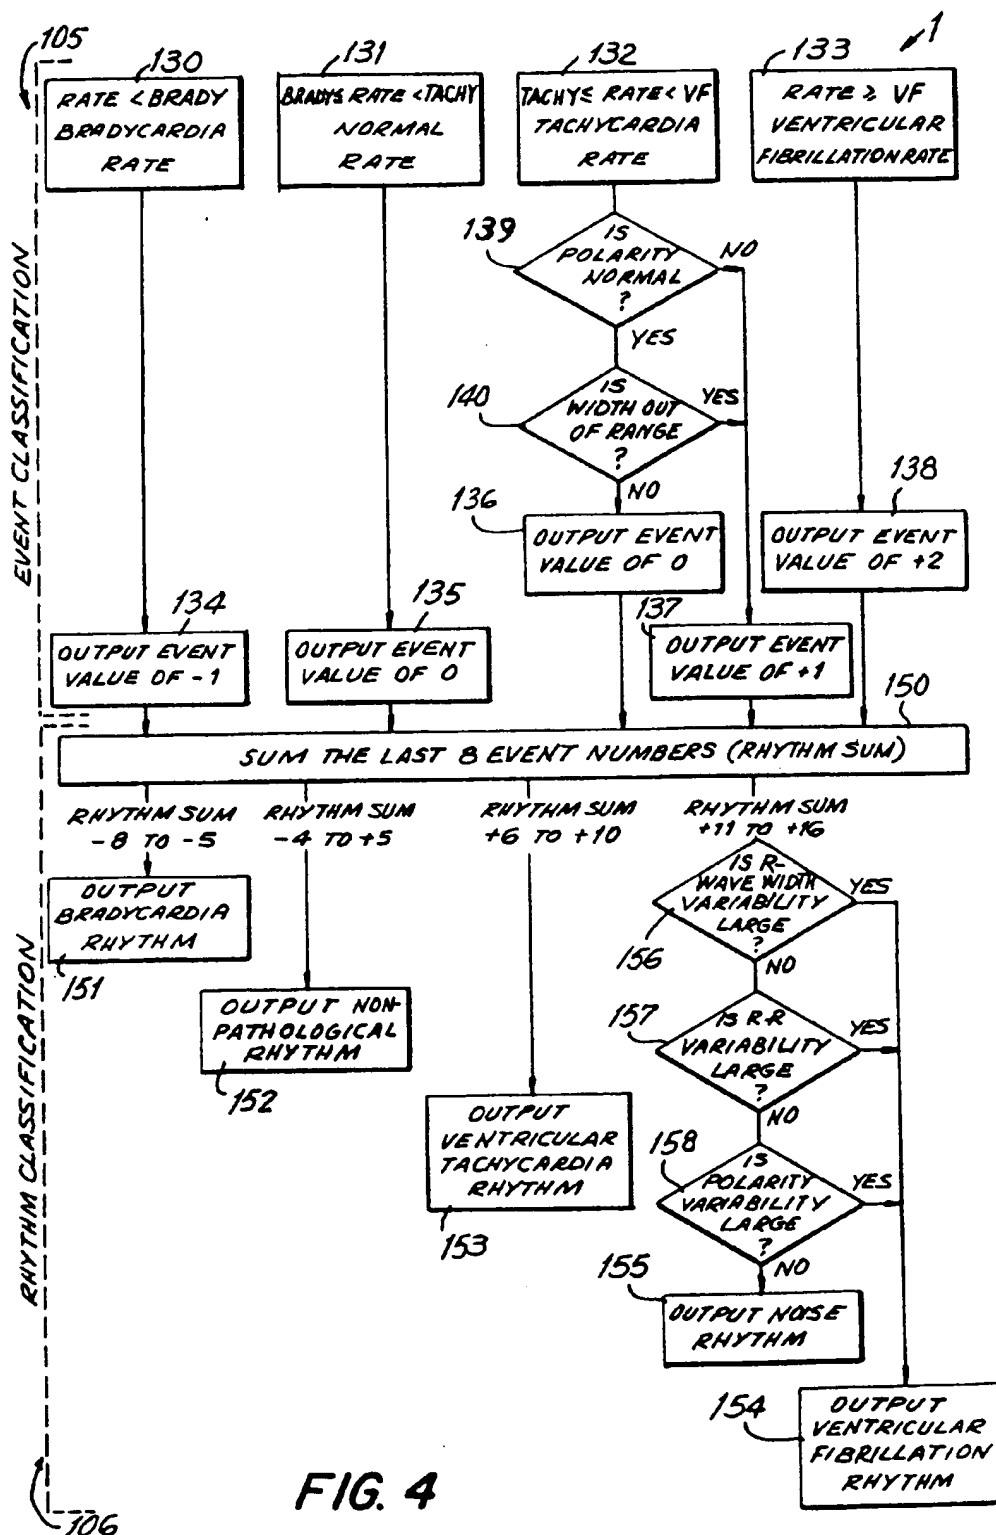 105
130
131
132
133
1
RATE < BRADY
BRADYCARDIA
RATE
BRADY ≤ RATE < TACHY
NORMAL
RATE
TACHY ≤ RATE < VF
TACHYCARDIA
RATE
RATE ≥ VF
VENTRICULAR
FIBRILLATION RATE
EVENT CLASSIFICATION
139
IS
POLARITY
NORMAL
?
NO
YES
140
IS
WIDTH OUT
OF RANGE
?
YES
NO
136
OUTPUT EVENT
VALUE OF 0
138
OUTPUT EVENT
VALUE OF +2
134
OUTPUT EVENT
VALUE OF -1
135
OUTPUT EVENT
VALUE OF 0
137
OUTPUT EVENT
VALUE OF +1
150
SUM THE LAST 8 EVENT NUMBERS (RHYTHM SUM)
RHYTHM SUM
-8 TO -5
RHYTHM SUM
-4 TO +5
RHYTHM SUM
+6 TO +10
RHYTHM SUM
+11 TO +16
RHYTHM CLASSIFICATION
OUTPUT
BRADYCARDIA
RHYTHM
151
OUTPUT NON-
PATHOLOGICAL
RHYTHM
152
OUTPUT
VENTRICULAR
TACHYCARDIA
RHYTHM
153
IS R-
WAVE WIDTH
VARIABILITY
LARGE
?
YES
156
NO
157
IS R-R
VARIABILITY
LARGE
?
YES
NO
158
IS
POLARITY
VARIABILITY
LARGE
?
YES
NO
155
OUTPUT NOISE
RHYTHM
154
OUTPUT
VENTRICULAR
FIBRILLATION
RHYTHM
FIG. 4
106